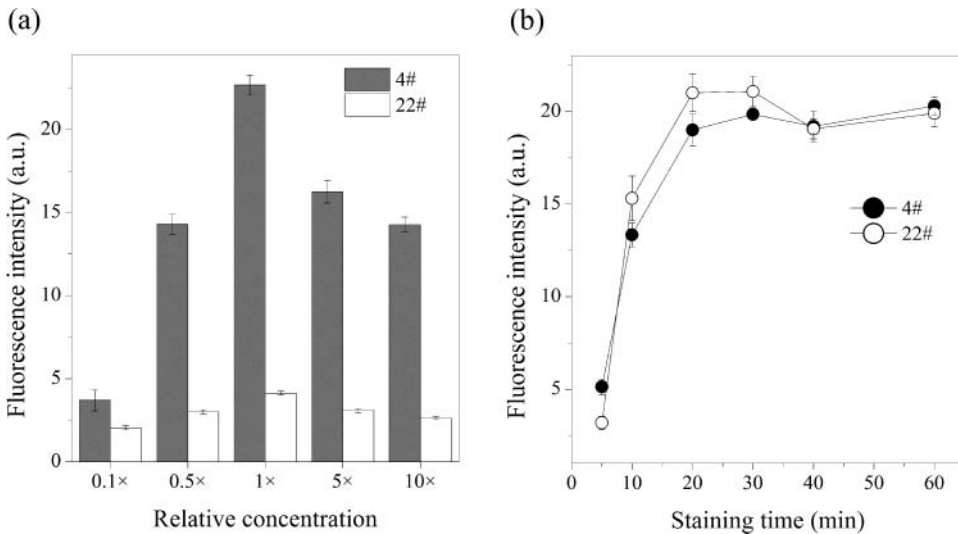 (a)
Fluorescence intensity (a.u.)
25
20
15
10
5
0
4#
22#
0.1× 0.5× 1× 5× 10×
Relative concentration
(b)
Fluorescence intensity (a.u.)
20
15
10
5
4#
22#
0 10 20 30 40 50 60
Staining time (min)